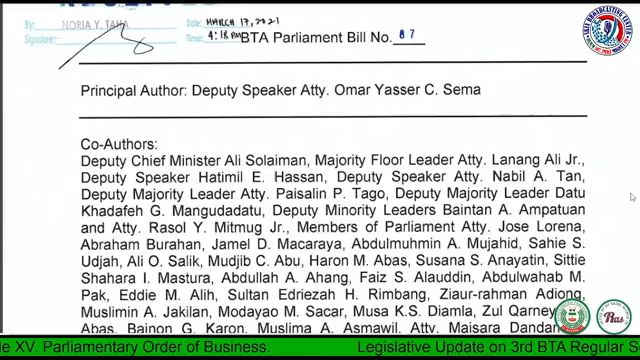 By: NORIA Y. TAHA
Date: MARCH 17, 2021
Signature:
Time: 4:18 PM
BTA Parliament Bill No. 87
Principal Author: Deputy Speaker Atty. Omar Yasser C. Sema
Co-Authors:
Deputy Chief Minister Ali Solaiman, Majority Floor Leader Atty. Lanang Ali Jr.,
Deputy Speaker Hatimil E. Hassan, Deputy Speaker Atty. Nabil A. Tan,
Deputy Majority Leader Atty. Paisalin P. Tago, Deputy Majority Leader Datu
Khadafeh G. Mangudadatu, Deputy Minority Leaders Baintan A. Ampatuan
and Atty. Rasol Y. Mitmug Jr., Members of Parliament Atty. Jose Lorena,
Abraham Burahan, Jamel D. Macaraya, Abdulmuhmin A. Mujahid, Sahie S.
Udjah, Ali O. Salik, Mudjib C. Abu, Haron M. Abas, Susana S. Anayatin, Sittie
Shahara I. Mastura, Abdullah A. Ahang, Faiz S. Alauddin, Abdulwahab M.
Pak, Eddie M. Alih, Sultan Edriezah H. Rimbang, Ziaur-rahman Adiong,
Muslimin A. Jakilan, Modayao M. Sacar, Musa K.S. Diamla, Zul Qarney
Abas, Bainon G. Karon, Muslima A. Asmawil, Atty. Maisara Dandan
le XV. Parliamentary Order of Business. Legislative Update on 3rd BTA Regular S